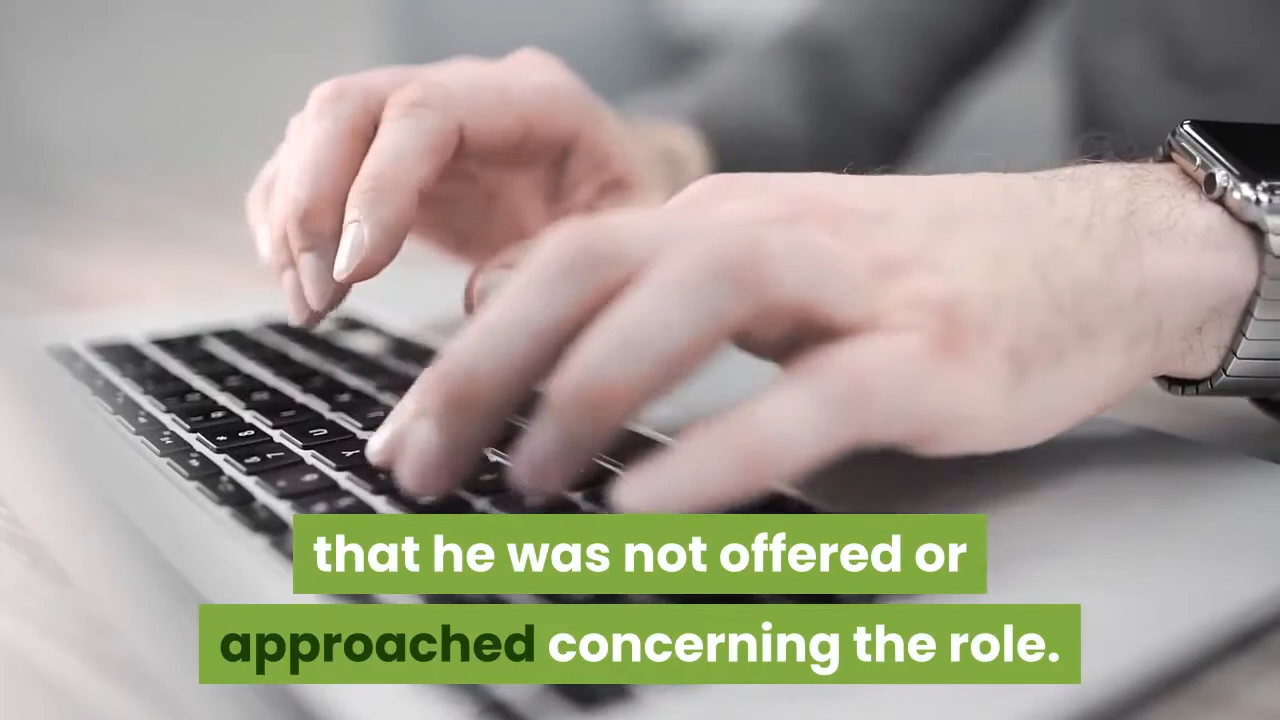 that he was not offered or
approached concerning the role.